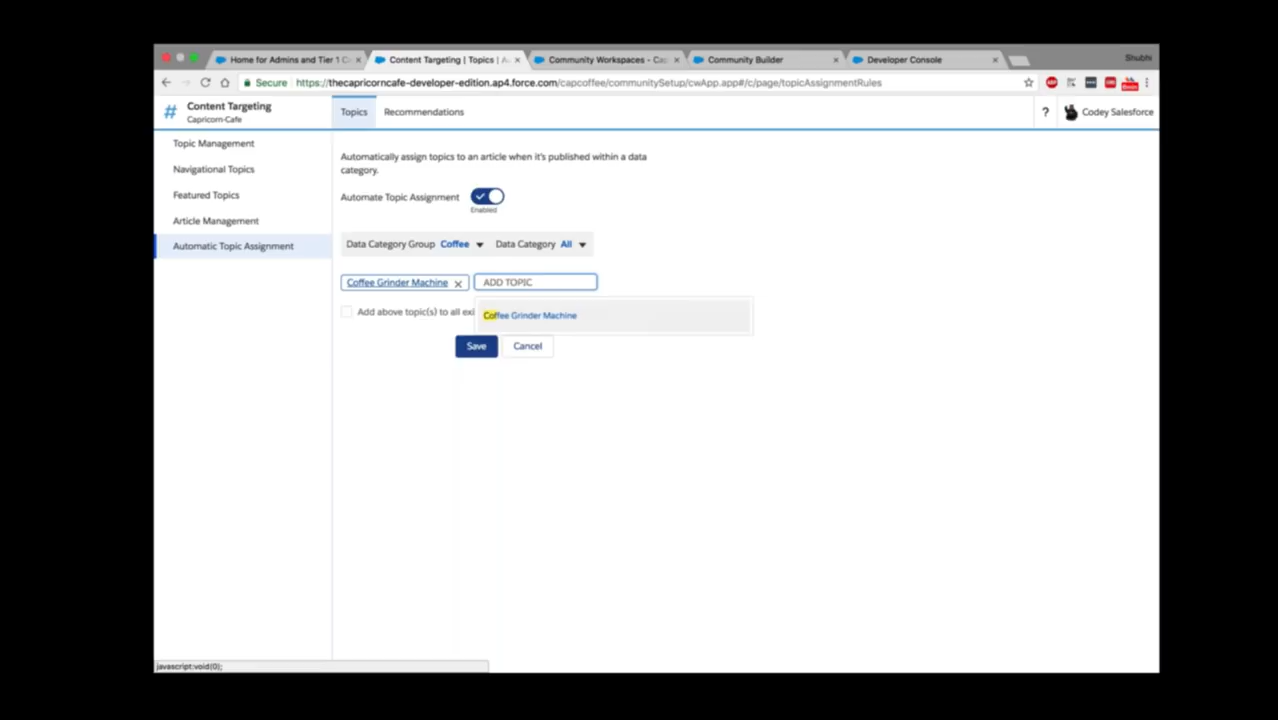 Home for Admins and Tier 1 C
Content Targeting | Topics | A
Community Workspaces - Cap
Community Builder
Developer Console
Shubhi
Secure
https://thecapricorncafe-developer-edition.ap4.force.com/capcoffee/communitySetup/cwApp.app#/c/page/topicAssignmentRules
# Content Targeting
Capricorn-Cafe
Topics
Recommendations
?
Codey Salesforce
Topic Management
Navigational Topics
Featured Topics
Article Management
Automatic Topic Assignment
Automatically assign topics to an article when it's published within a data
category.
Automate Topic Assignment
Enabled
Data Category Group Coffee
Data Category All
Coffee Grinder Machine
ADD TOPIC
Add above topic(s) to all exi
Coffee Grinder Machine
Save
Cancel
javascript:void(0);